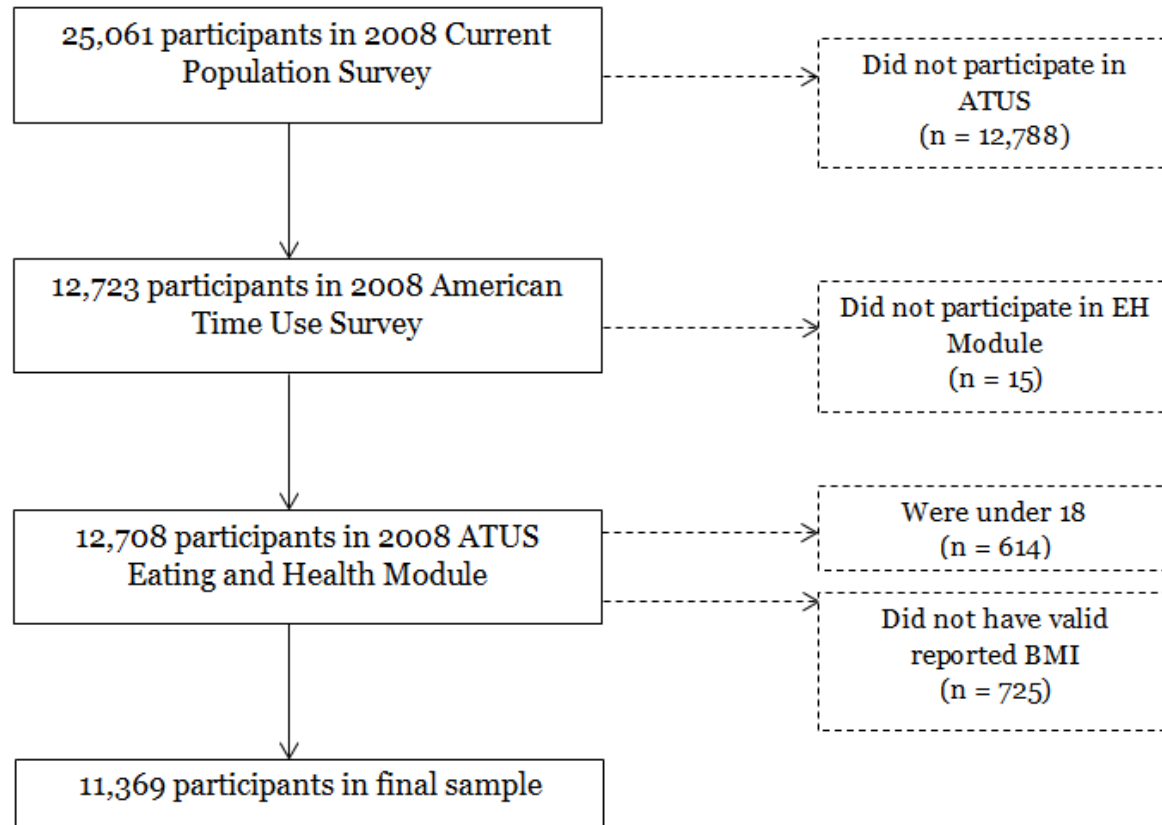 25,061 participants in 2008 Current
Population Survey
Did not participate in
ATUS
(n = 12,788)
12,723 participants in 2008 American
Time Use Survey
Did not participate in EH
Module
(n = 15)
12,708 participants in 2008 ATUS
Eating and Health Module
Were under 18
(n = 614)
Did not have valid
reported BMI
(n = 725)
11,369 participants in final sample